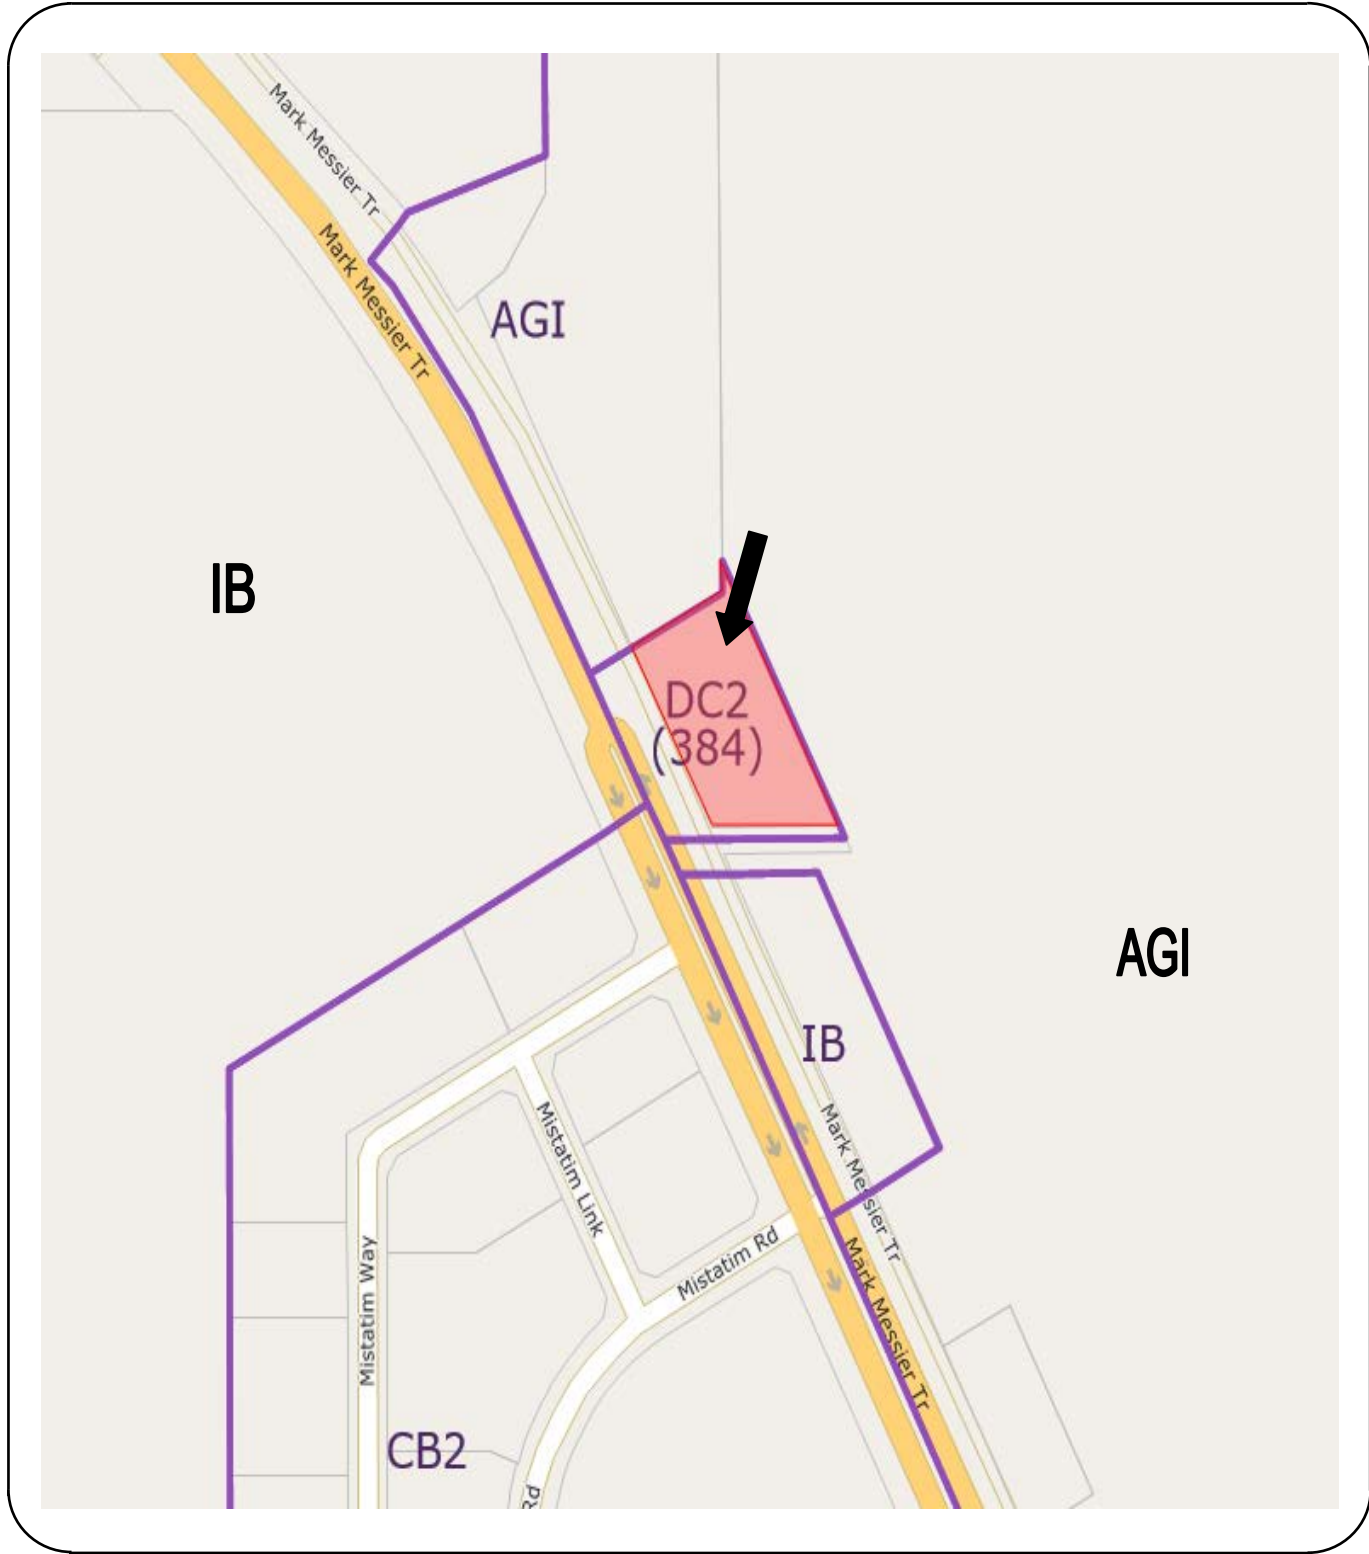 Mark Messier Tr
Mark Messier Tr
AGI
IB
DC2
(384)
AGI
IB
Mark Messier Tr
Mistatim Link
Mistatim Rd
Mistatim Way
Mark Messier Tr
CB2
Rd